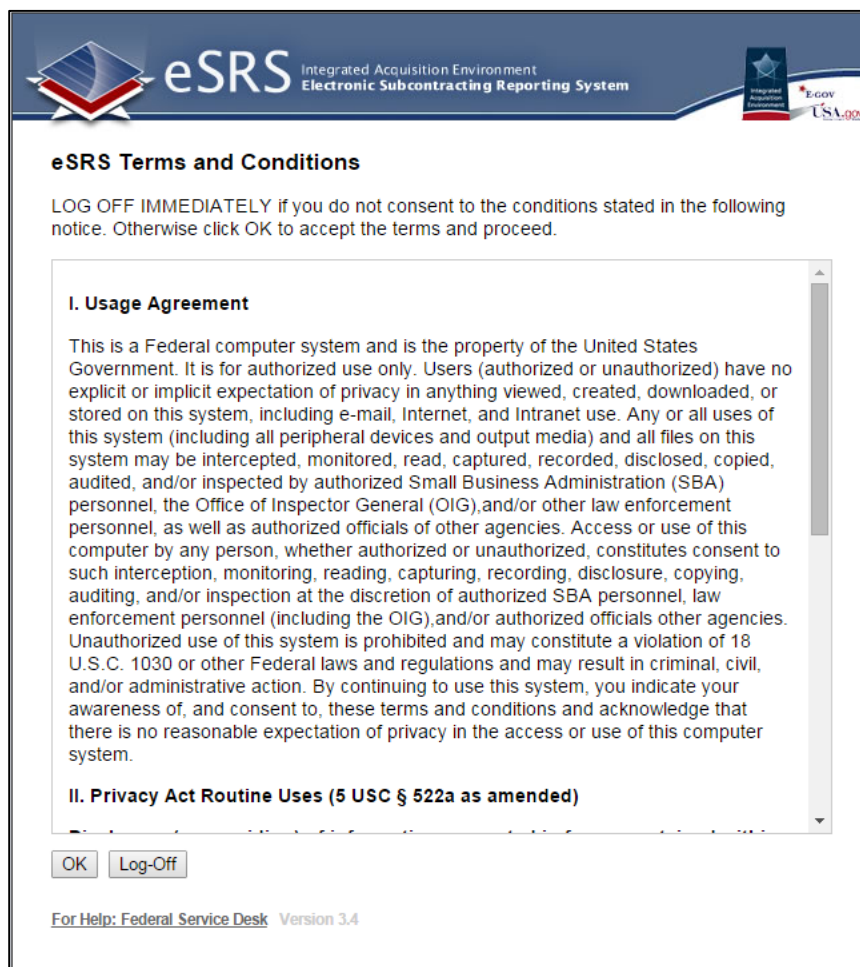 eSRS Integrated Acquisition Environment
Electronic Subcontracting Reporting System
Integrated
Acquisition
Environment
E-GOV
USA.gov
eSRS Terms and Conditions
LOG OFF IMMEDIATELY if you do not consent to the conditions stated in the following
notice. Otherwise click OK to accept the terms and proceed.
I. Usage Agreement
This is a Federal computer system and is the property of the United States
Government. It is for authorized use only. Users (authorized or unauthorized) have no
explicit or implicit expectation of privacy in anything viewed, created, downloaded, or
stored on this system, including e-mail, Internet, and Intranet use. Any or all uses of
this system (including all peripheral devices and output media) and all files on this
system may be intercepted, monitored, read, captured, recorded, disclosed, copied,
audited, and/or inspected by authorized Small Business Administration (SBA)
personnel, the Office of Inspector General (OIG),and/or other law enforcement
personnel, as well as authorized officials of other agencies. Access or use of this
computer by any person, whether authorized or unauthorized, constitutes consent to
such interception, monitoring, reading, capturing, recording, disclosure, copying,
auditing, and/or inspection at the discretion of authorized SBA personnel, law
enforcement personnel (including the OIG),and/or authorized officials other agencies.
Unauthorized use of this system is prohibited and may constitute a violation of 18
U.S.C. 1030 or other Federal laws and regulations and may result in criminal, civil,
and/or administrative action. By continuing to use this system, you indicate your
awareness of, and consent to, these terms and conditions and acknowledge that
there is no reasonable expectation of privacy in the access or use of this computer
system.
II. Privacy Act Routine Uses (5 USC § 522a as amended)
OK Log-Off
For Help: Federal Service Desk Version 3.4